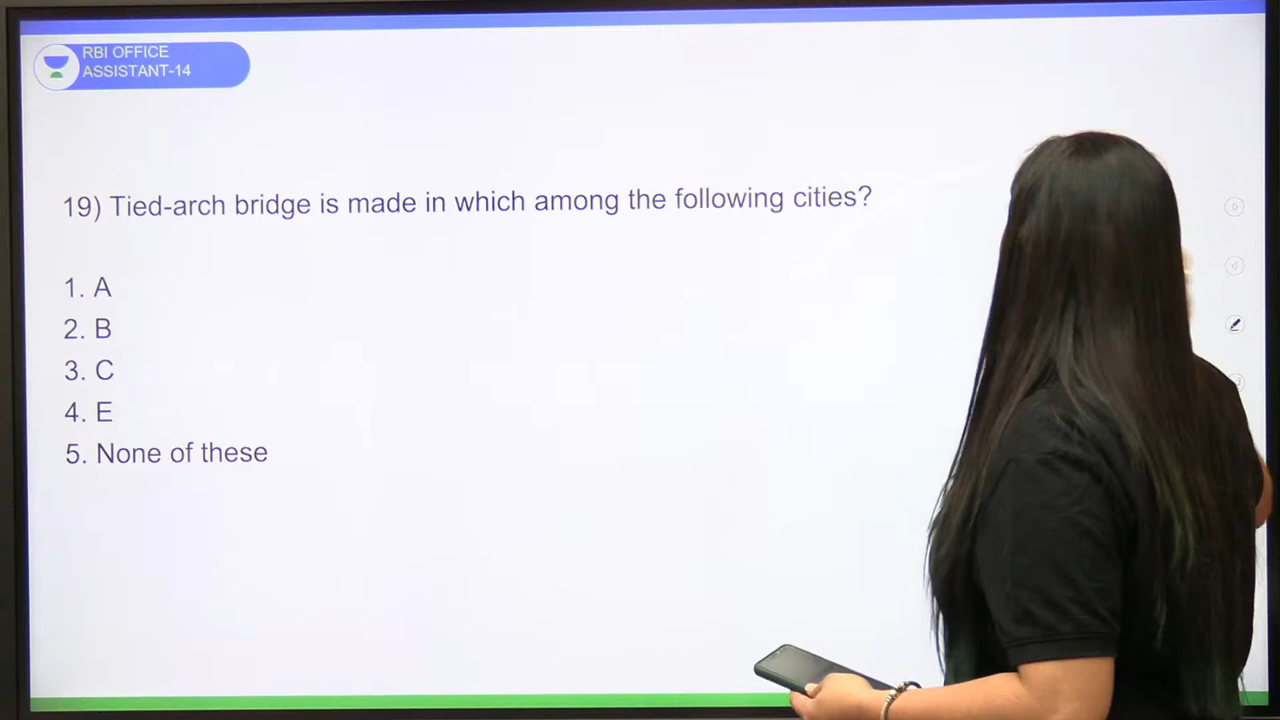 RBI OFFICE
ASSISTANT-14
19) Tied-arch bridge is made in which among the following cities?
1. A
2. B
3. C
4. E
5. None of these